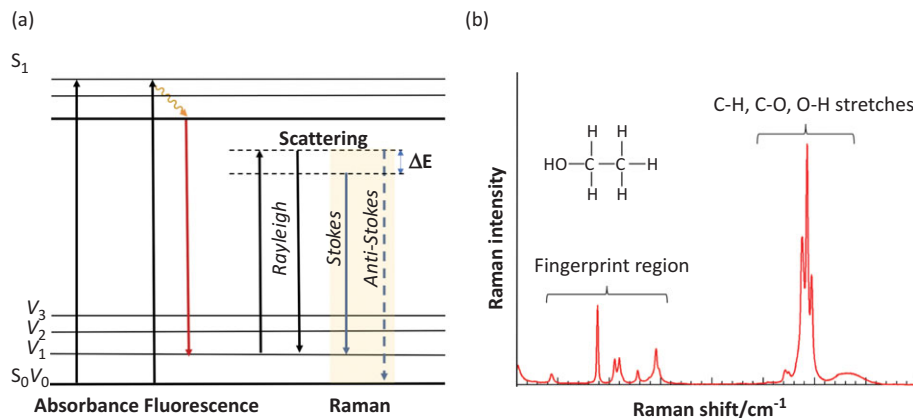 (a)
S1
Scattering
ΔE
Rayleigh
Stokes
Anti-Stokes
V3
V2
V1
S0V0
Absorbance Fluorescence
Raman
(b)
C-H, C-O, O-H stretches
H H
HO—C—C—H
H H
Fingerprint region
Raman intensity
Raman shift/cm-1